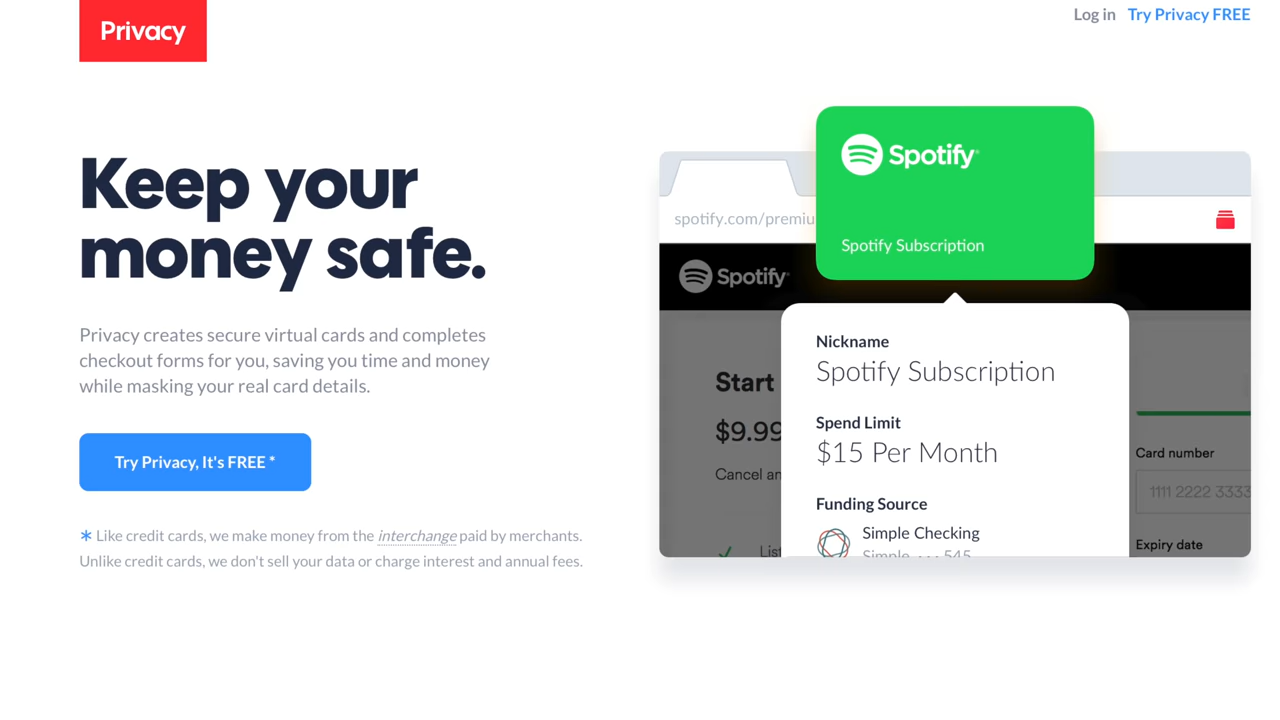 Privacy
Log in
Try Privacy FREE
Keep your
money safe.
Privacy creates secure virtual cards and completes
checkout forms for you, saving you time and money
while masking your real card details.
Try Privacy, It's FREE *
* Like credit cards, we make money from the interchange paid by merchants.
Unlike credit cards, we don't sell your data or charge interest and annual fees.
Spotify
Spotify Subscription
spotify.com/premiu
Spotify
Nickname
Spotify Subscription
Spend Limit
$15 Per Month
Funding Source
Simple Checking
Simple ··· 545
Start
$9.99
Cancel an
List
Card number
1111 2222 3333
Expiry date